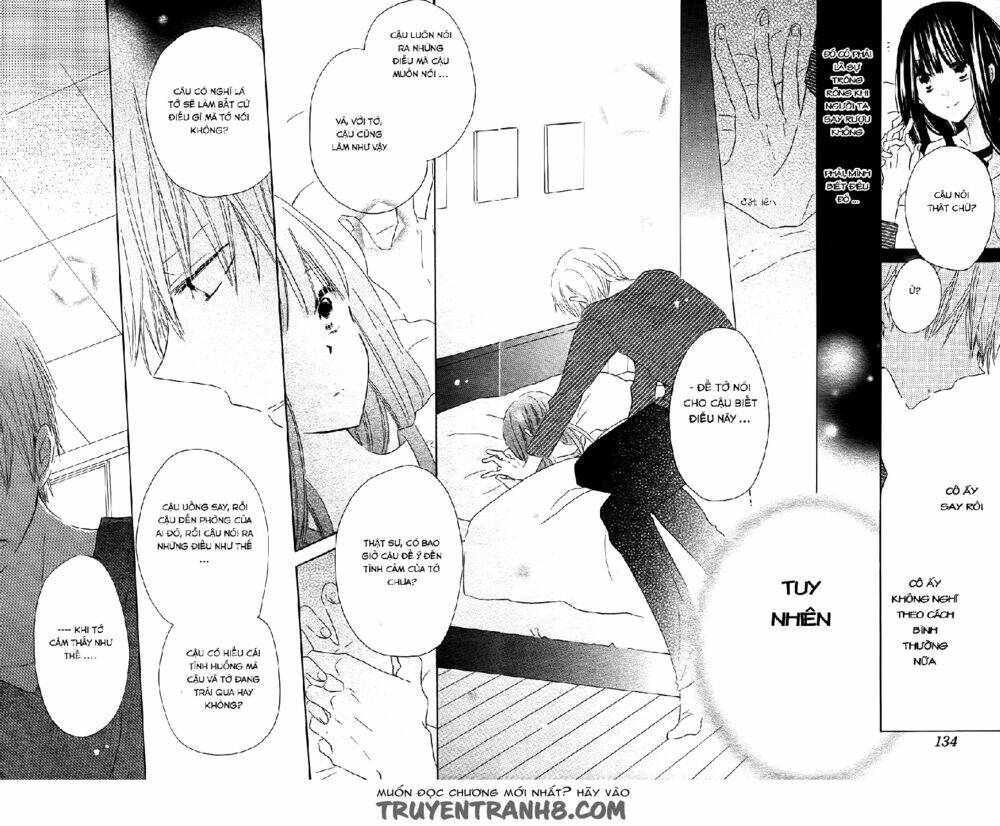 CẬU NÓI
THẬT CHỨ?
Ừ?
CÔ ẤY
SAY RỒI
CÔ ẤY
KHÔNG NGHĨ
THEO CÁCH
BÌNH
THƯỜNG
NỮA
134
ĐÓ CÓ PHẢI
LÀ SỰ
TRỐNG
RỖNG KHI
NGƯỜI TA
SAY RƯỢU
KHÔNG
PHẢI, MÌNH
BIẾT ĐIỀU
ĐÓ ...
đặt lên
- ĐỂ TỚ NÓI
CHO CẬU BIẾT
ĐIỀU NÀY ...
TUY
NHIÊN
CẬU LUÔN NÓI
RA NHỮNG
ĐIỀU MÀ CẬU
MUỐN NÓI ...
VÀ, VỚI TỚ,
CẬU CŨNG
LÀM NHƯ VẬY
THẬT SỰ, CÓ BAO
GIỜ CẬU ĐỂ Ý ĐẾN
TÌNH CẢM CỦA TỚ
CHƯA?
CẬU CÓ NGHĨ LÀ
TỚ SẼ LÀM BẤT CỨ
ĐIỀU GÌ MÀ TỚ NÓI
KHÔNG?
CẬU UỐNG SAY, RỒI
CẬU ĐẾN PHÒNG CỦA
AI ĐÓ, RỒI CẬU NÓI RA
NHỮNG ĐIỀU NHƯ THẾ
...
CẬU CÓ HIỂU CÁI
TÌNH HUỐNG MÀ
CẬU VÀ TỚ ĐANG
TRẢI QUA HAY
KHÔNG?
---- KHI TỚ
CẢM THẤY NHƯ
THẾ ....
MUỐN ĐỌC CHƯƠNG MỚI NHẤT? HÃY VÀO
TRUYENTRANH8.COM